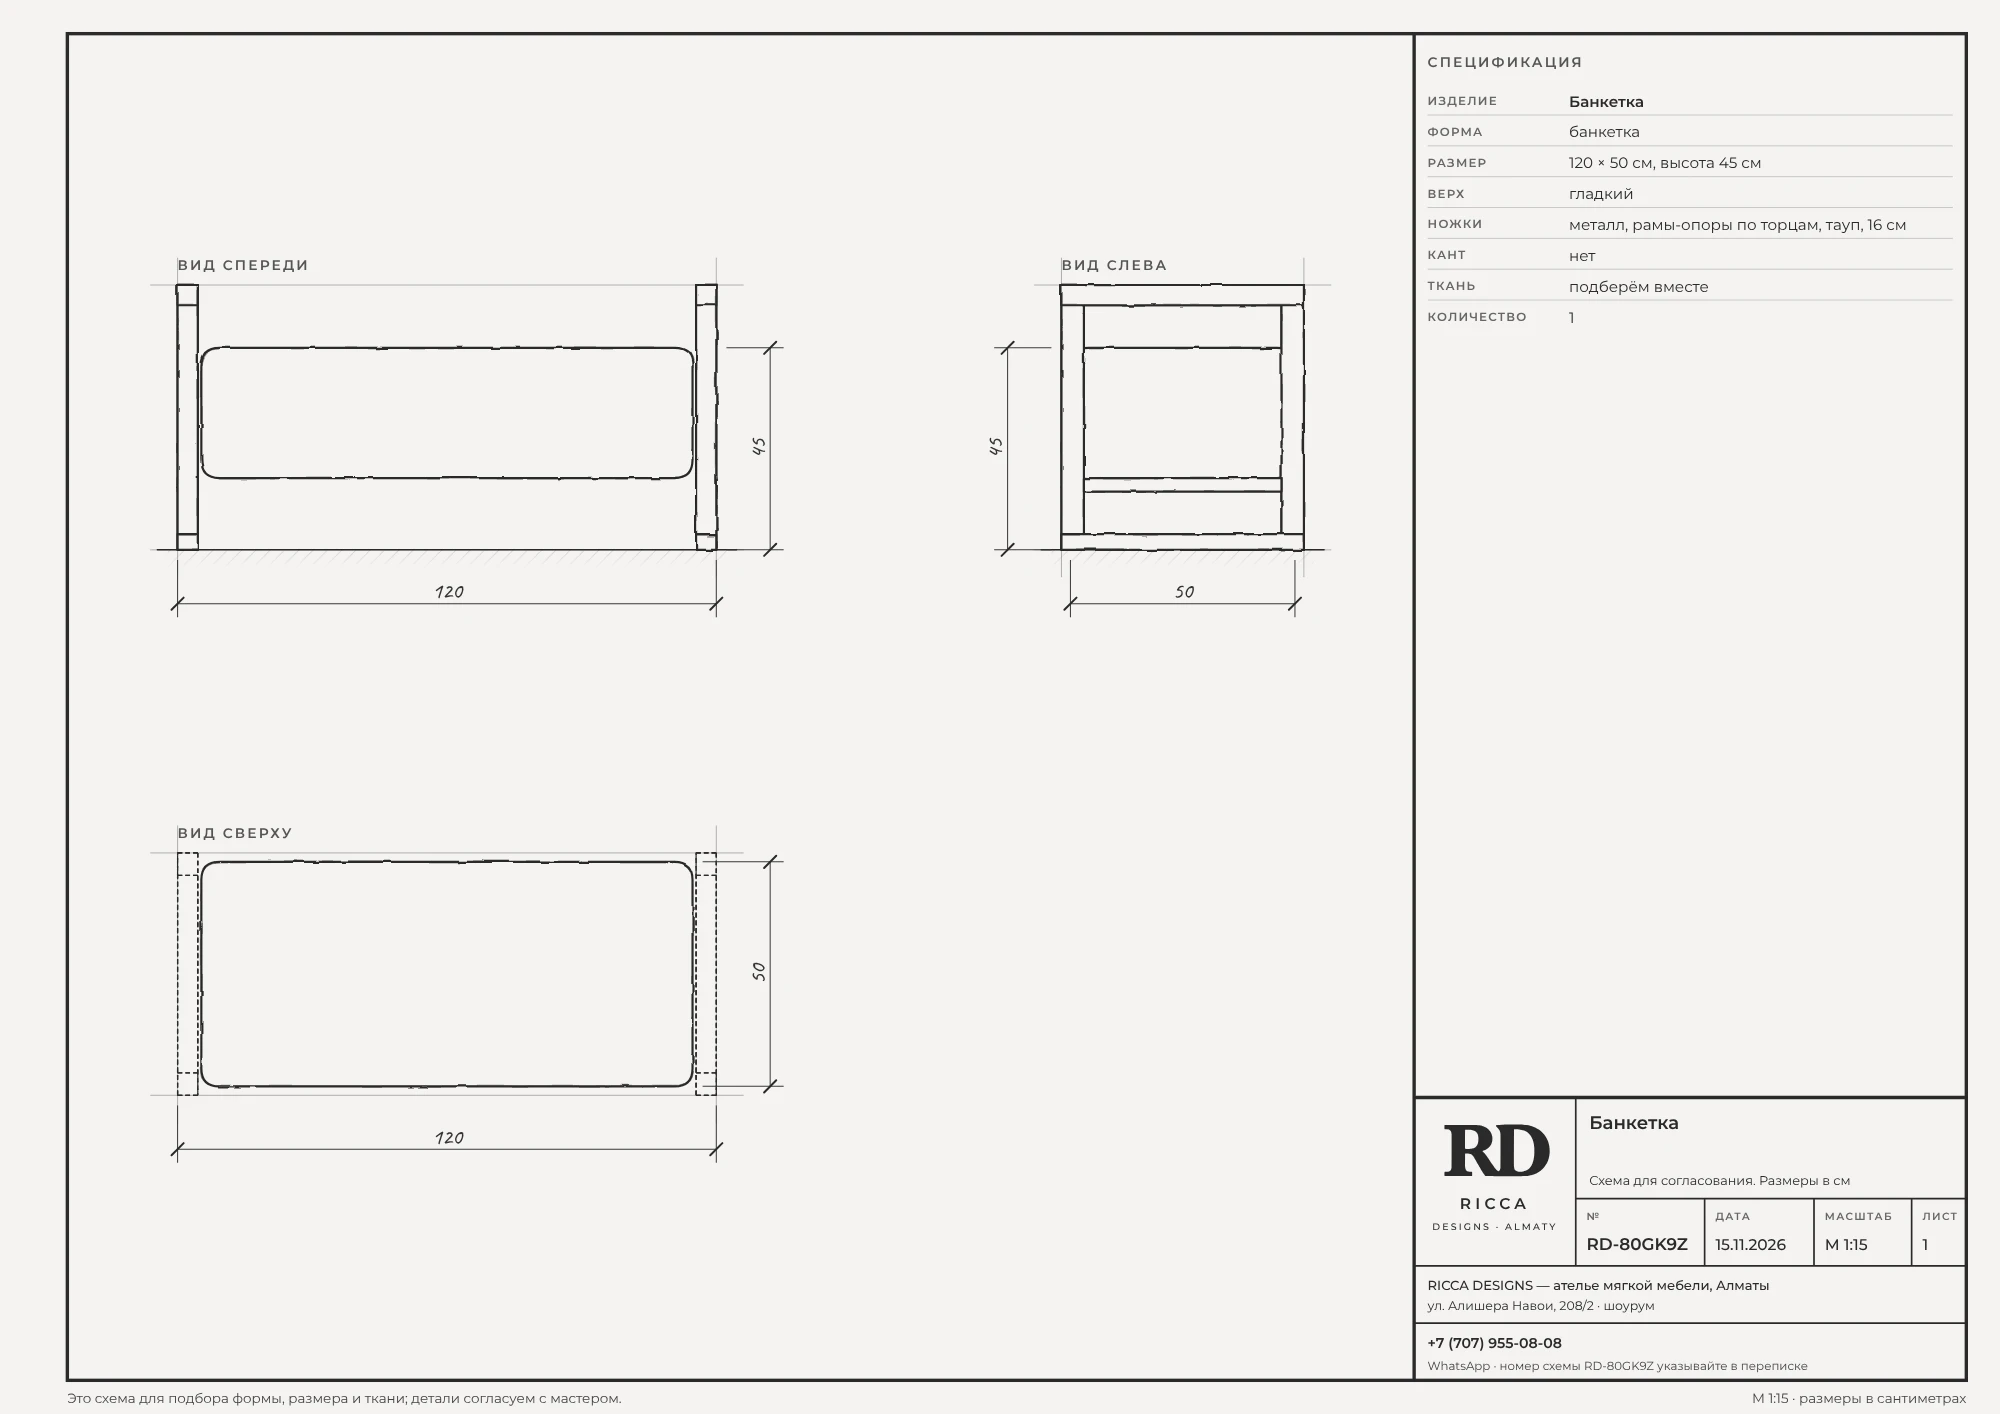 СПЕЦИФИКАЦИЯ
ИЗДЕЛИЕ Банкетка
ФОРМА банкетка
РАЗМЕР 120 × 50 см, высота 45 см
ВЕРХ гладкий
НОЖКИ металл, рамы-опоры по торцам, тауп, 16 см
КАНТ нет
ТКАНЬ подберём вместе
КОЛИЧЕСТВО 1
ВИД СПЕРЕДИ
45
120
ВИД СЛЕВА
45
50
ВИД СВЕРХУ
50
120
RD
RICCA
DESIGNS · ALMATY
Банкетка
Схема для согласования. Размеры в см
№ ДАТА МАСШТАБ ЛИСТ
RD-80GK9Z 15.11.2026 М 1:15 1
RICCA DESIGNS — ателье мягкой мебели, Алматы
ул. Алишера Навои, 208/2 · шоурум
+7 (707) 955-08-08
WhatsApp · номер схемы RD-80GK9Z указывайте в переписке
Это схема для подбора формы, размера и ткани; детали согласуем с мастером.
М 1:15 · размеры в сантиметрах